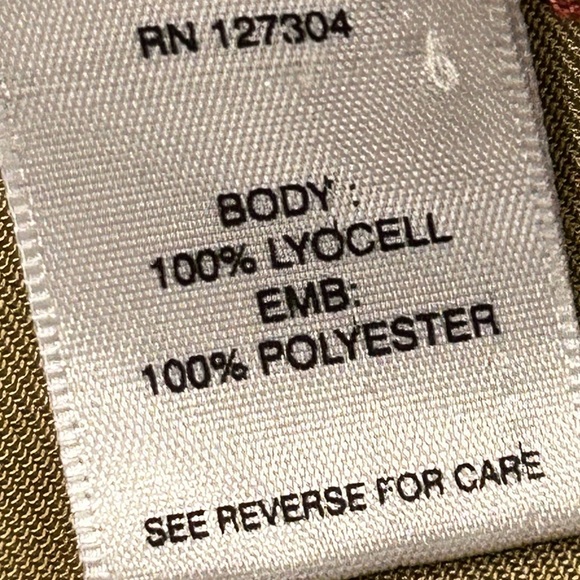 RN 127304
BODY :
100% LYOCELL
EMB:
100% POLYESTER
SEE REVERSE FOR CARE